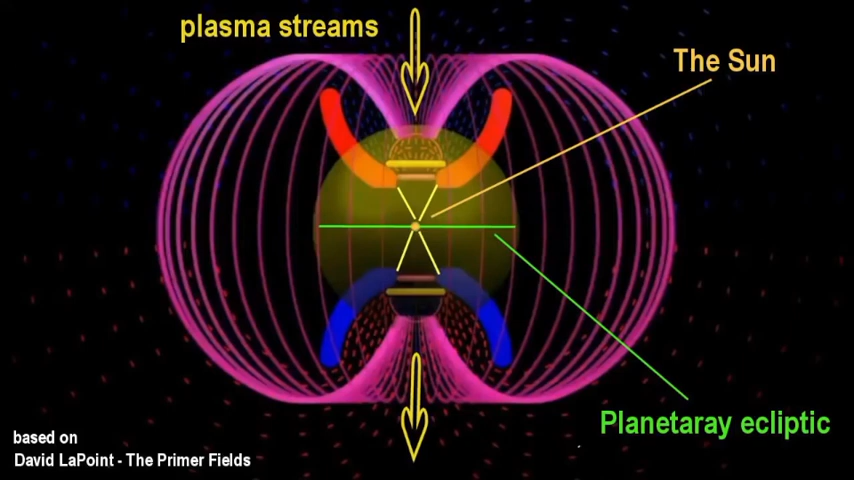 plasma streams
The Sun
Planetaray ecliptic
based on
David LaPoint - The Primer Fields